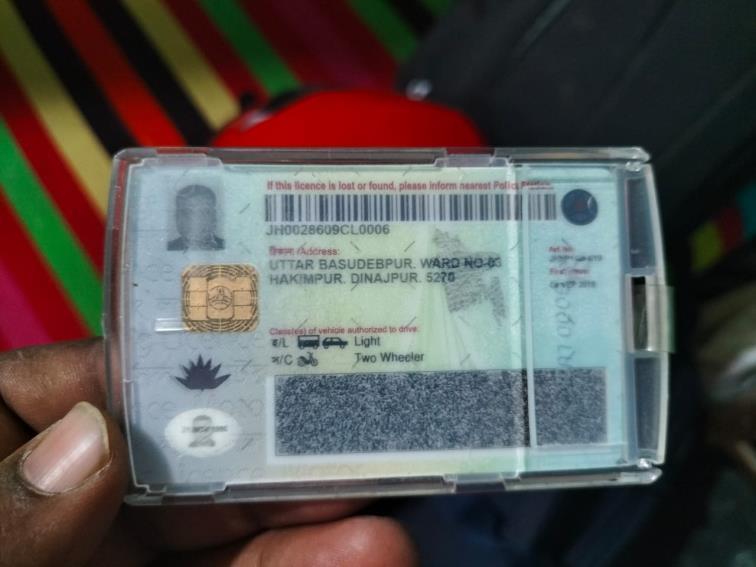 If this licence is lost or found, please inform nearest Police Station
JH0028609CL0006
ঠিকানা /Address:
UTTAR BASUDEBPUR. WARD NO-03
HAKIMPUR. DINAJPUR. 5270
Class(es) of vehicle authorized to drive:
হ/L Light
ম/C Two Wheeler